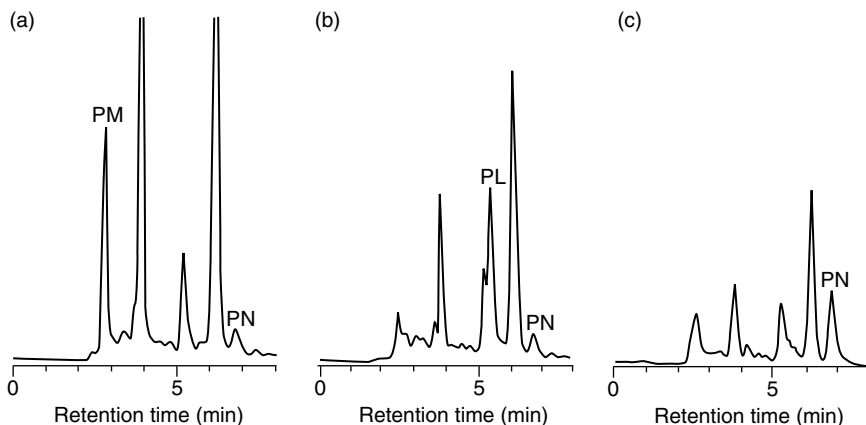 (a)
PM
PN
0
5
Retention time (min)
(b)
PL
PN
0
5
Retention time (min)
(c)
PN
0
5
Retention time (min)